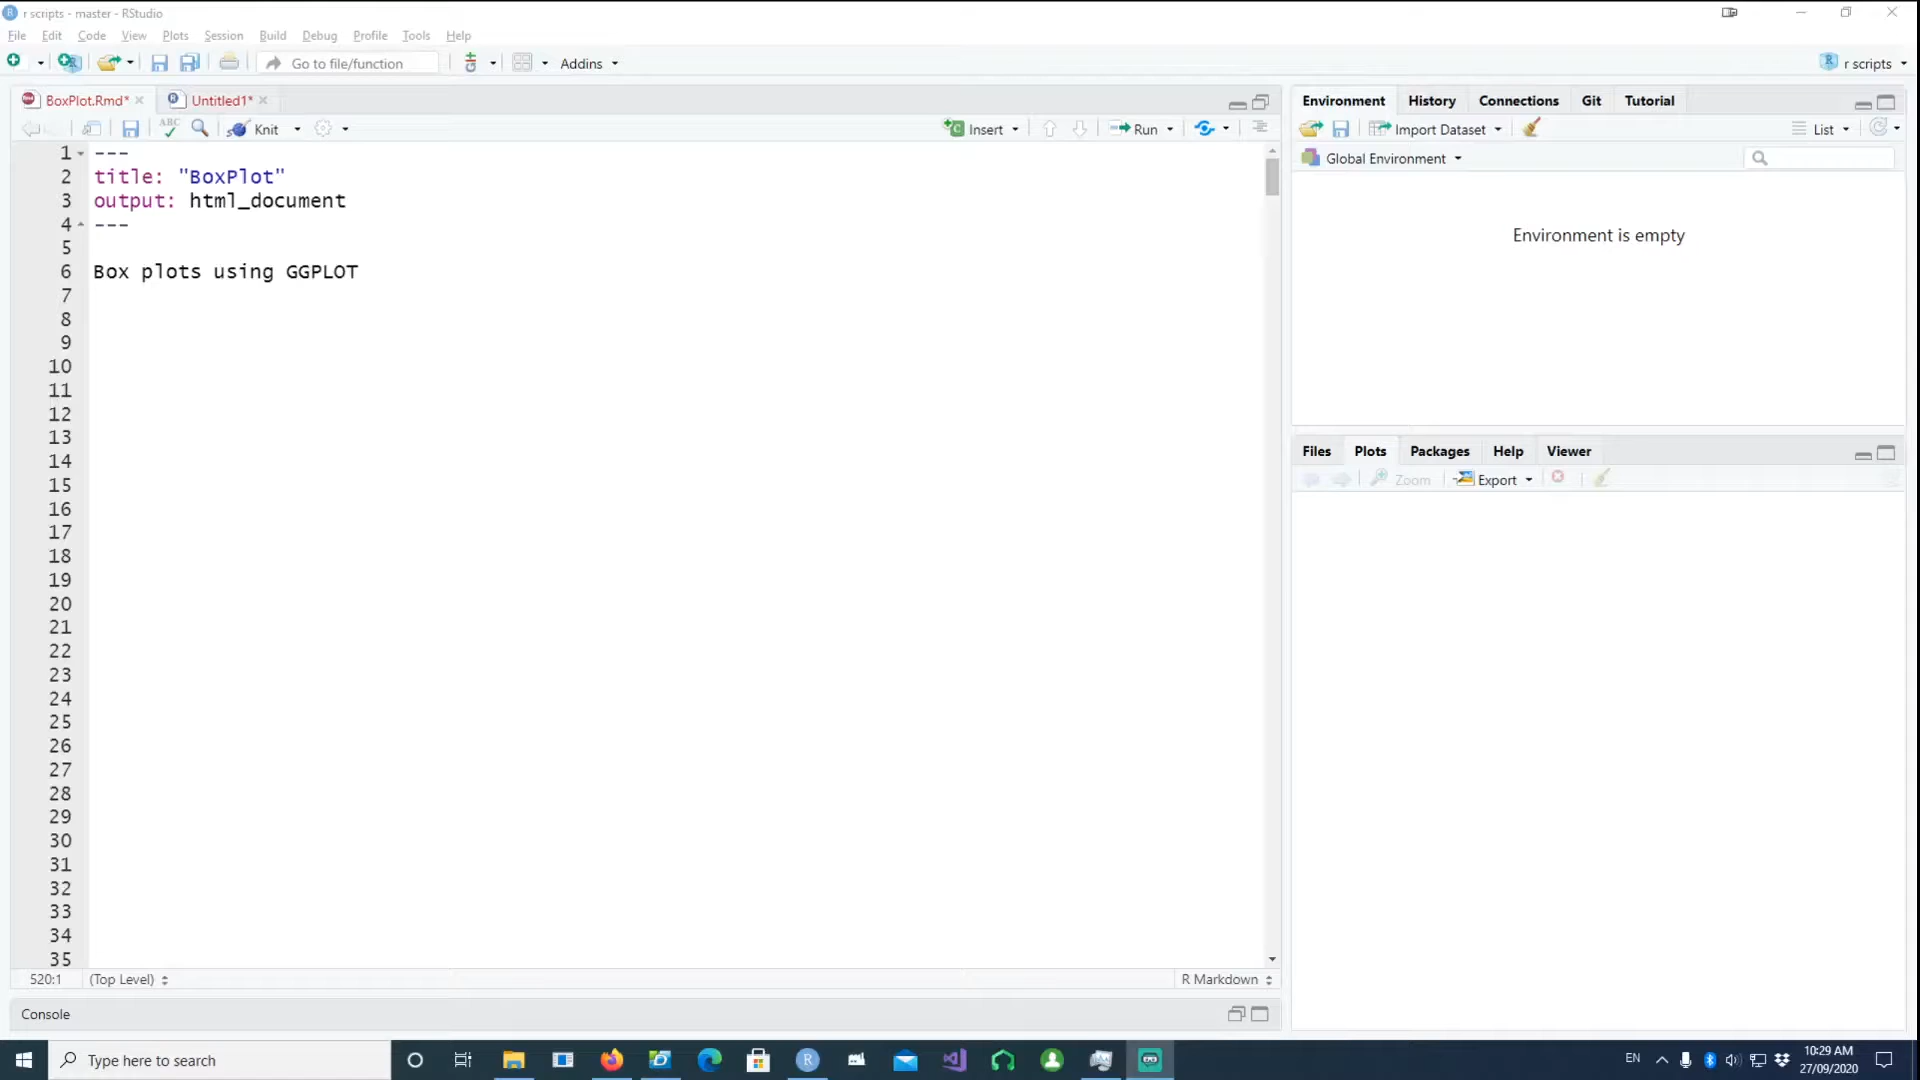 r scripts - master - RStudio
File Edit Code View Plots Session Build Debug Profile Tools Help
Go to file/function Addins r scripts
BoxPlot.Rmd* Untitled1*
ABC Knit Insert Run
1 ---
2 title: "BoxPlot"
3 output: html_document
4 ---
5
6 Box plots using GGPLOT
7
8
9
10
11
12
13
14
15
16
17
18
19
20
21
22
23
24
25
26
27
28
29
30
31
32
33
34
35
520:1 (Top Level) R Markdown
Console
Environment History Connections Git Tutorial
Import Dataset List
Global Environment
Environment is empty
Files Plots Packages Help Viewer
Zoom Export
Type here to search
EN
10:29 AM
27/09/2020